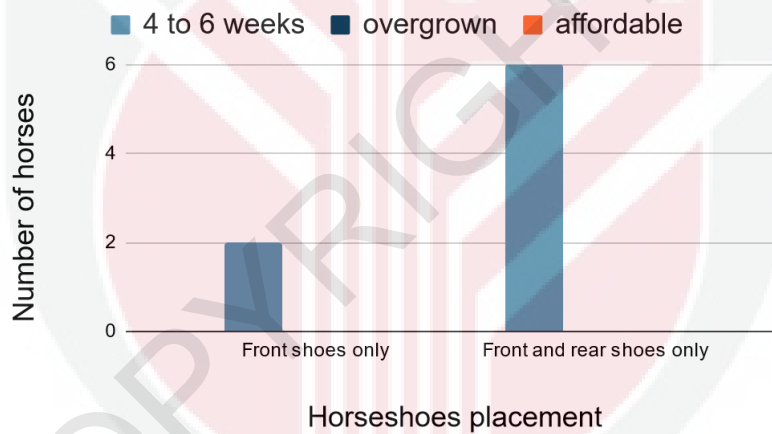 4 to 6 weeks overgrown affordable
Number of horses
6
4
2
0
Front shoes only Front and rear shoes only
Horseshoes placement
COPYRIGHT